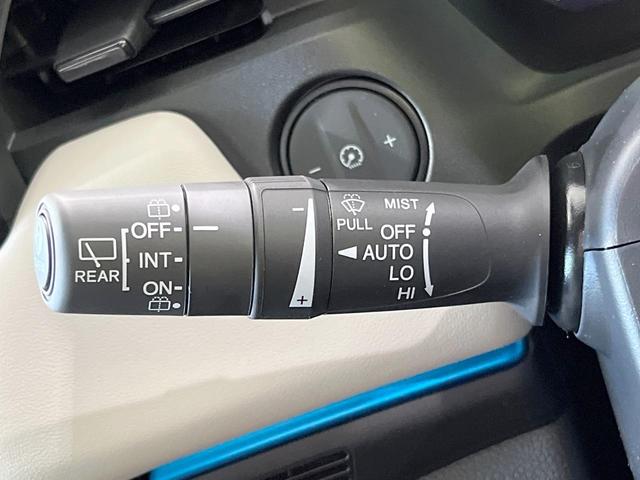 REAR
OFF
INT
ON
- +
PULL
MIST
OFF
AUTO
LO
HI
- +